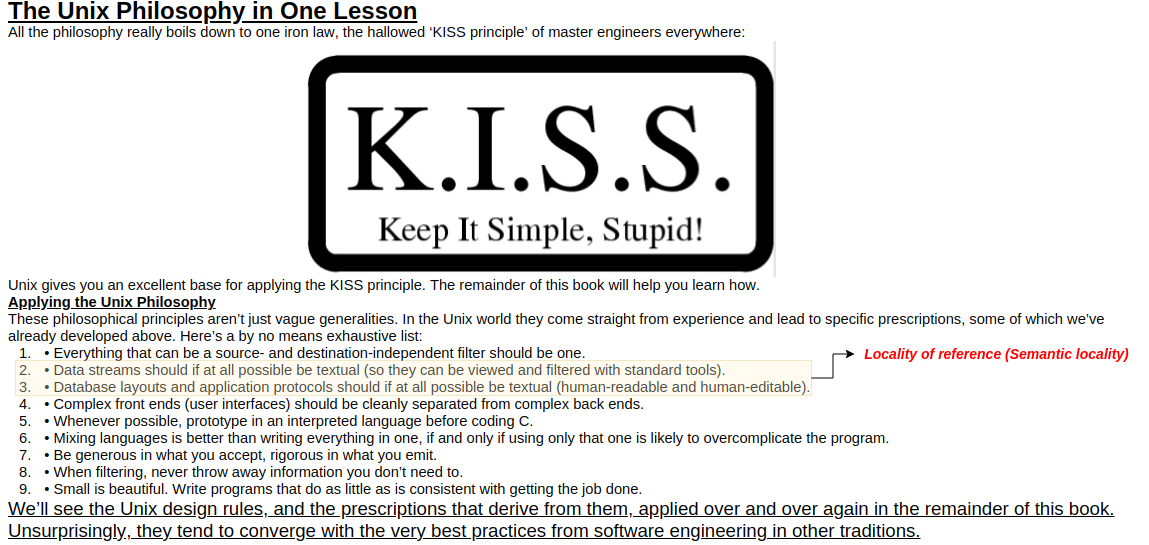 The Unix Philosophy in One Lesson
All the philosophy really boils down to one iron law, the hallowed ‘KISS principle’ of master engineers everywhere:
K.I.S.S.
Keep It Simple, Stupid!
Unix gives you an excellent base for applying the KISS principle. The remainder of this book will help you learn how.
Applying the Unix Philosophy
These philosophical principles aren’t just vague generalities. In the Unix world they come straight from experience and lead to specific prescriptions, some of which we’ve
already developed above. Here’s a by no means exhaustive list:
1. • Everything that can be a source- and destination-independent filter should be one.
Locality of reference (Semantic locality)
2. • Data streams should if at all possible be textual (so they can be viewed and filtered with standard tools).
3. • Database layouts and application protocols should if at all possible be textual (human-readable and human-editable).
4. • Complex front ends (user interfaces) should be cleanly separated from complex back ends.
5. • Whenever possible, prototype in an interpreted language before coding C.
6. • Mixing languages is better than writing everything in one, if and only if using only that one is likely to overcomplicate the program.
7. • Be generous in what you accept, rigorous in what you emit.
8. • When filtering, never throw away information you don’t need to.
9. • Small is beautiful. Write programs that do as little as is consistent with getting the job done.
We’ll see the Unix design rules, and the prescriptions that derive from them, applied over and over again in the remainder of this book.
Unsurprisingly, they tend to converge with the very best practices from software engineering in other traditions.